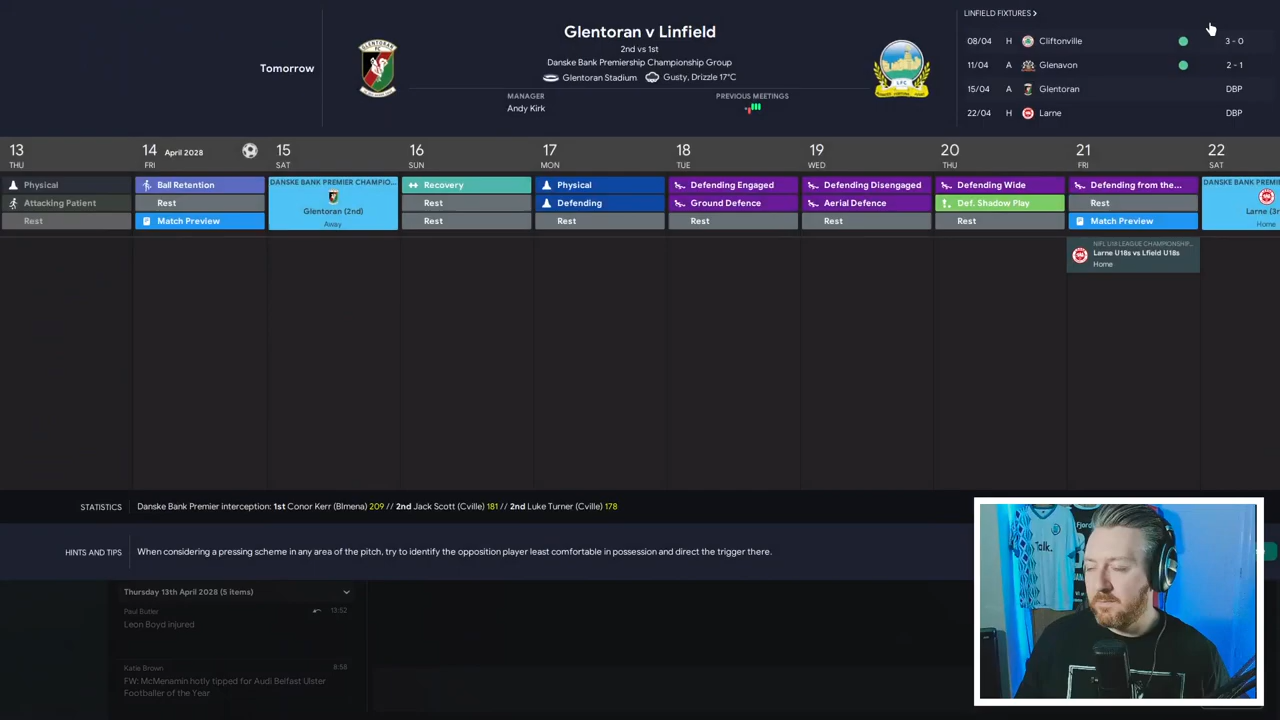 LINFIELD FIXTURES >
08/04 H Cliftonville 3 - 0
11/04 A Glenavon 2 - 1
15/04 A Glentoran DBP
22/04 H Larne DBP
Tomorrow
Glentoran v Linfield
2nd vs 1st
Danske Bank Premiership Championship Group
Glentoran Stadium Gusty, Drizzle 17°C
MANAGER
Andy Kirk
PREVIOUS MEETINGS
13 THU
Physical
Attacking Patient
Rest
14 FRI April 2028
Ball Retention
Rest
Match Preview
15 SAT
DANSKE BANK PREMIER CHAMPIO...
Glentoran (2nd)
Away
16 SUN
Recovery
Rest
Rest
17 MON
Physical
Defending
Rest
18 TUE
Defending Engaged
Ground Defence
Rest
19 WED
Defending Disengaged
Aerial Defence
Rest
20 THU
Defending Wide
Def. Shadow Play
Rest
21 FRI
Defending from the...
Rest
Match Preview
NIFL U18 LEAGUE CHAMPIONSHIP...
Larne U18s vs Lfield U18s
Home
22 SAT
DANSKE BANK PREMIE
Larne (3r
Home
STATISTICS Danske Bank Premier interception: 1st Conor Kerr (Blmena) 209 // 2nd Jack Scott (Cville) 181 // 2nd Luke Turner (Cville) 178
HINTS AND TIPS When considering a pressing scheme in any area of the pitch, try to identify the opposition player least comfortable in possession and direct the trigger there.
Thursday 13th April 2028 (5 items)
Paul Butler 13:52
Leon Boyd injured
Katie Brown 8:58
FW: McMenamin hotly tipped for Audi Belfast Ulster
Footballer of the Year
Fjord
Talk.